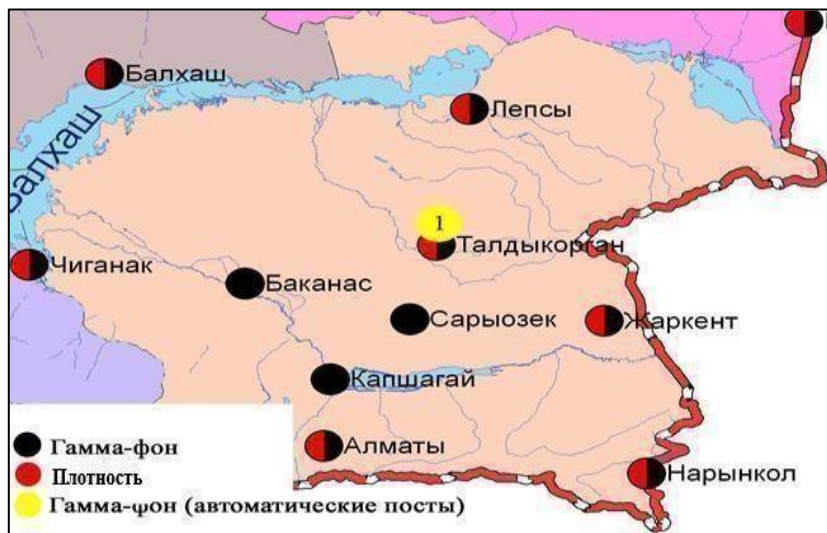 Балхаш
Балхаш
Лепсы
1
Талдыкорган
Чиганак
Баканас
Сарыозек
Жаркент
Капшагай
Алматы
Нарынкол
Гамма-фон
Плотность
Гамма-фон (автоматические посты)